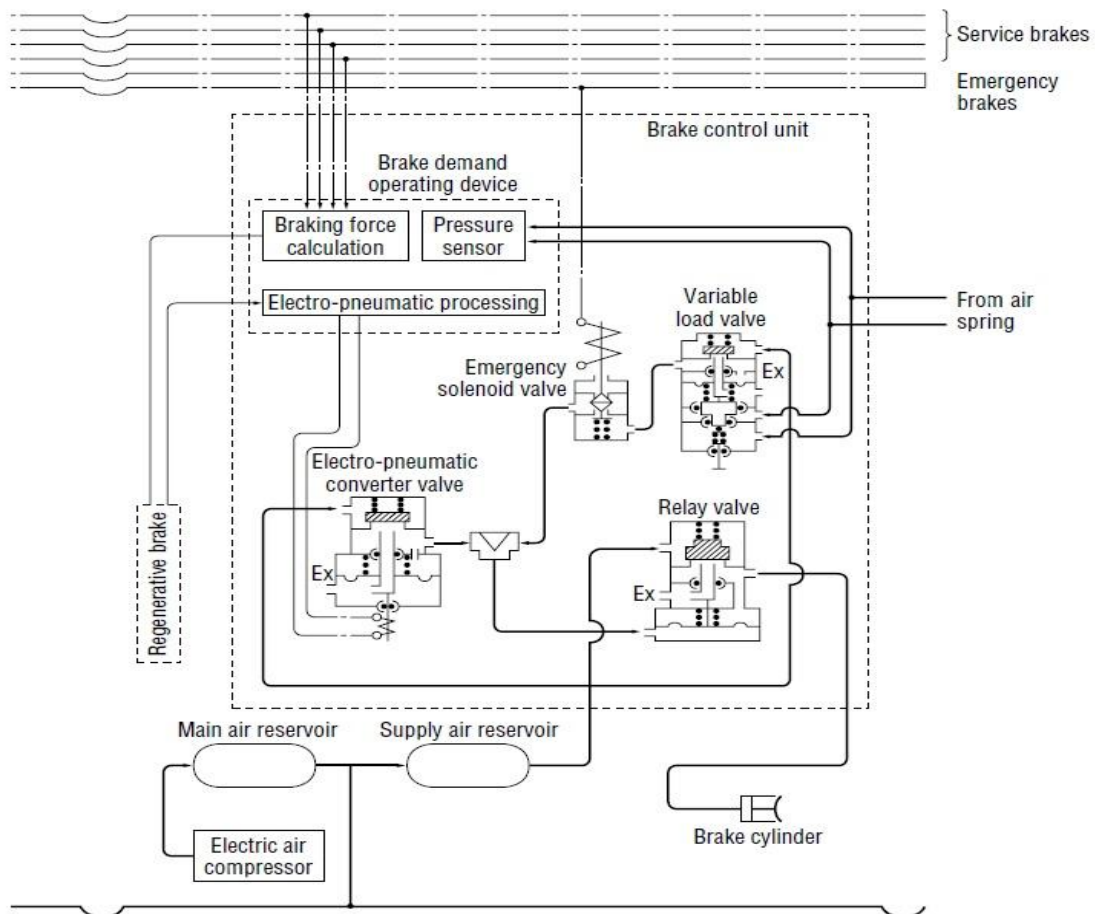 Service brakes
Emergency
brakes
Brake control unit
Brake demand
operating device
Braking force
calculation
Pressure
sensor
Electro-pneumatic processing
Variable
load valve
From air
spring
Emergency
solenoid valve
Ex
Electro-pneumatic
converter valve
Relay valve
Ex
Ex
Regenerative brake
Main air reservoir
Supply air reservoir
Electric air
compressor
Brake cylinder